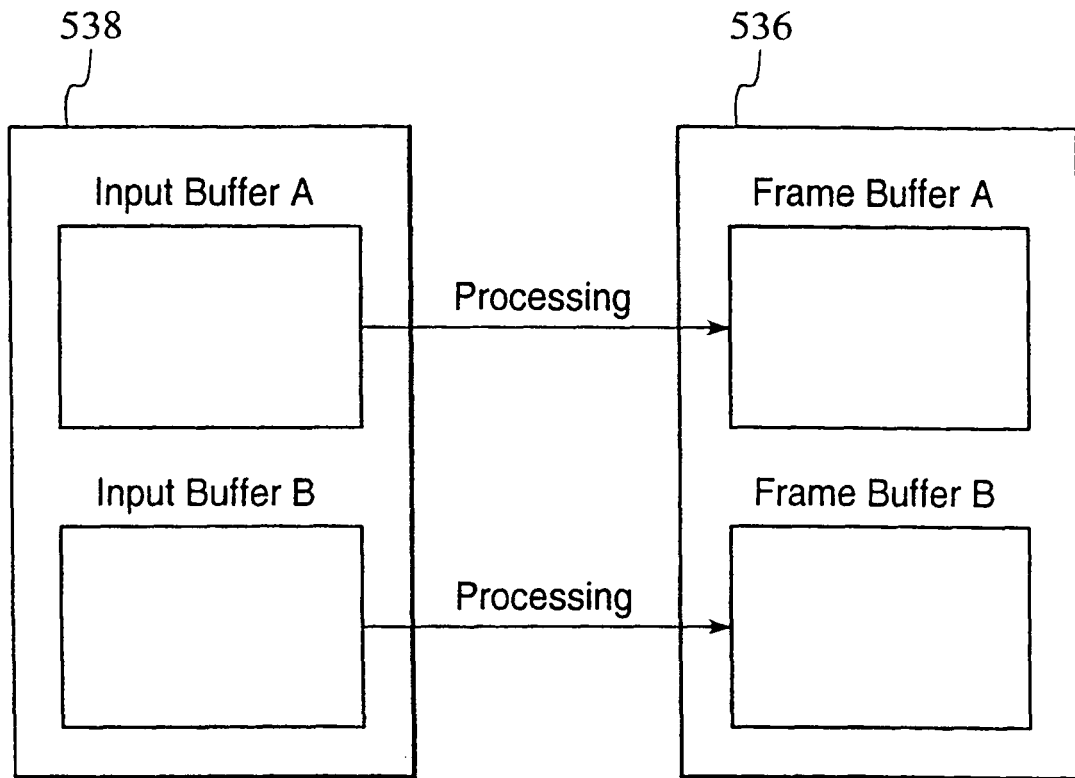 538
536
Input Buffer A
Frame Buffer A
Processing
Input Buffer B
Frame Buffer B
Processing